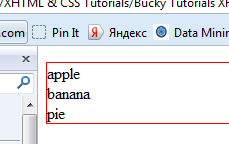 /XHTML & CSS Tutorials/Bucky Tutorials XH
.com Pin It Яндекс Data Minin
apple
banana
pie